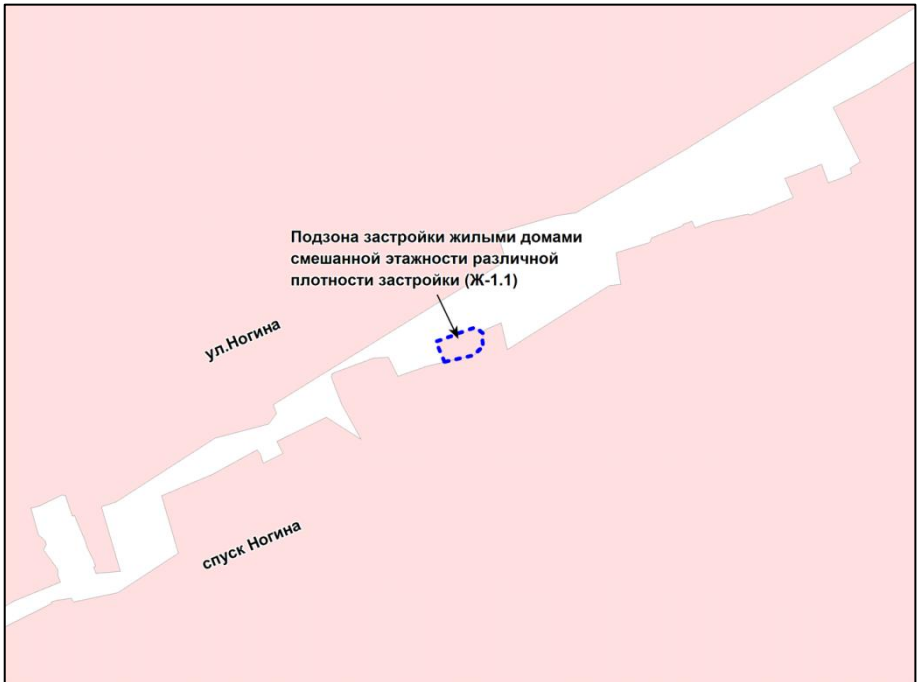 Подзона застройки жилыми домами
смешанной этажности различной
плотности застройки (Ж-1.1)
ул.Ногина
спуск Ногина